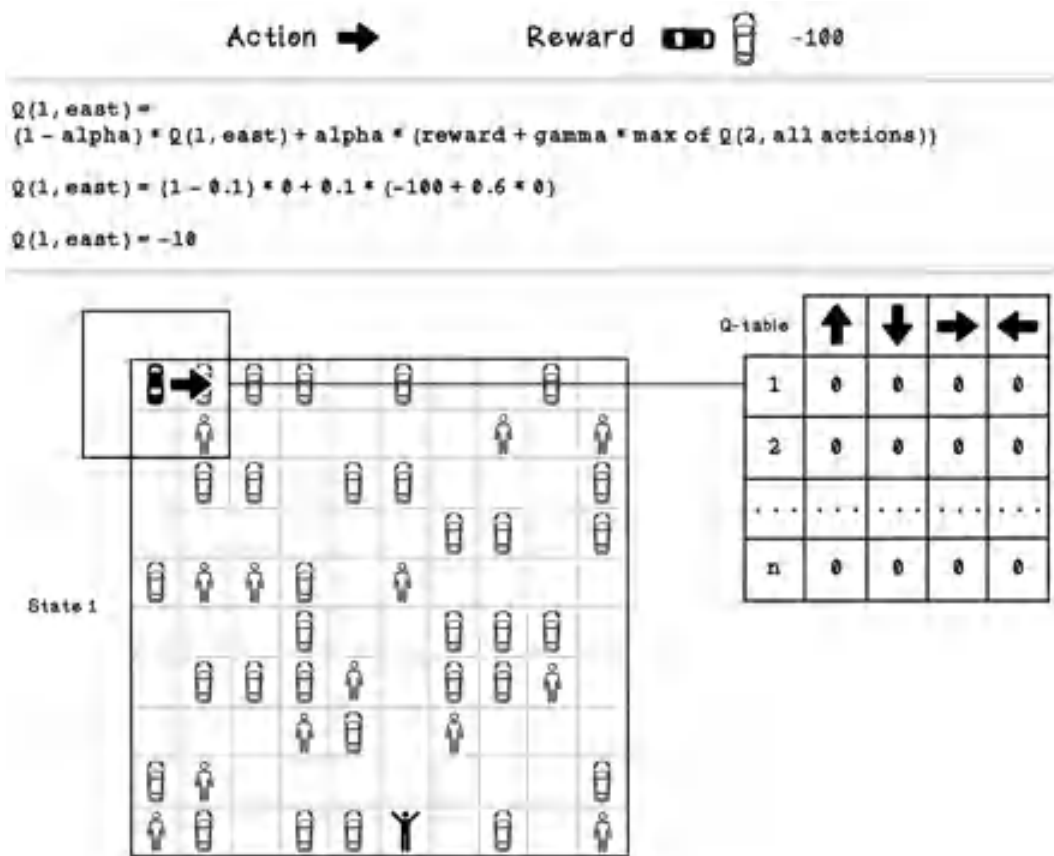 Action Reward -100
Q(1, east) =
(1 - alpha) * Q(1, east) + alpha * (reward + gamma * max of Q(2, all actions))
Q(1, east) = (1 - 0.1) * 0 + 0.1 * (-100 + 0.6 * 0)
Q(1, east) = -10
Q-table
1 0 0 0 0
2 0 0 0 0
... ... ... ... ...
n 0 0 0 0
State 1